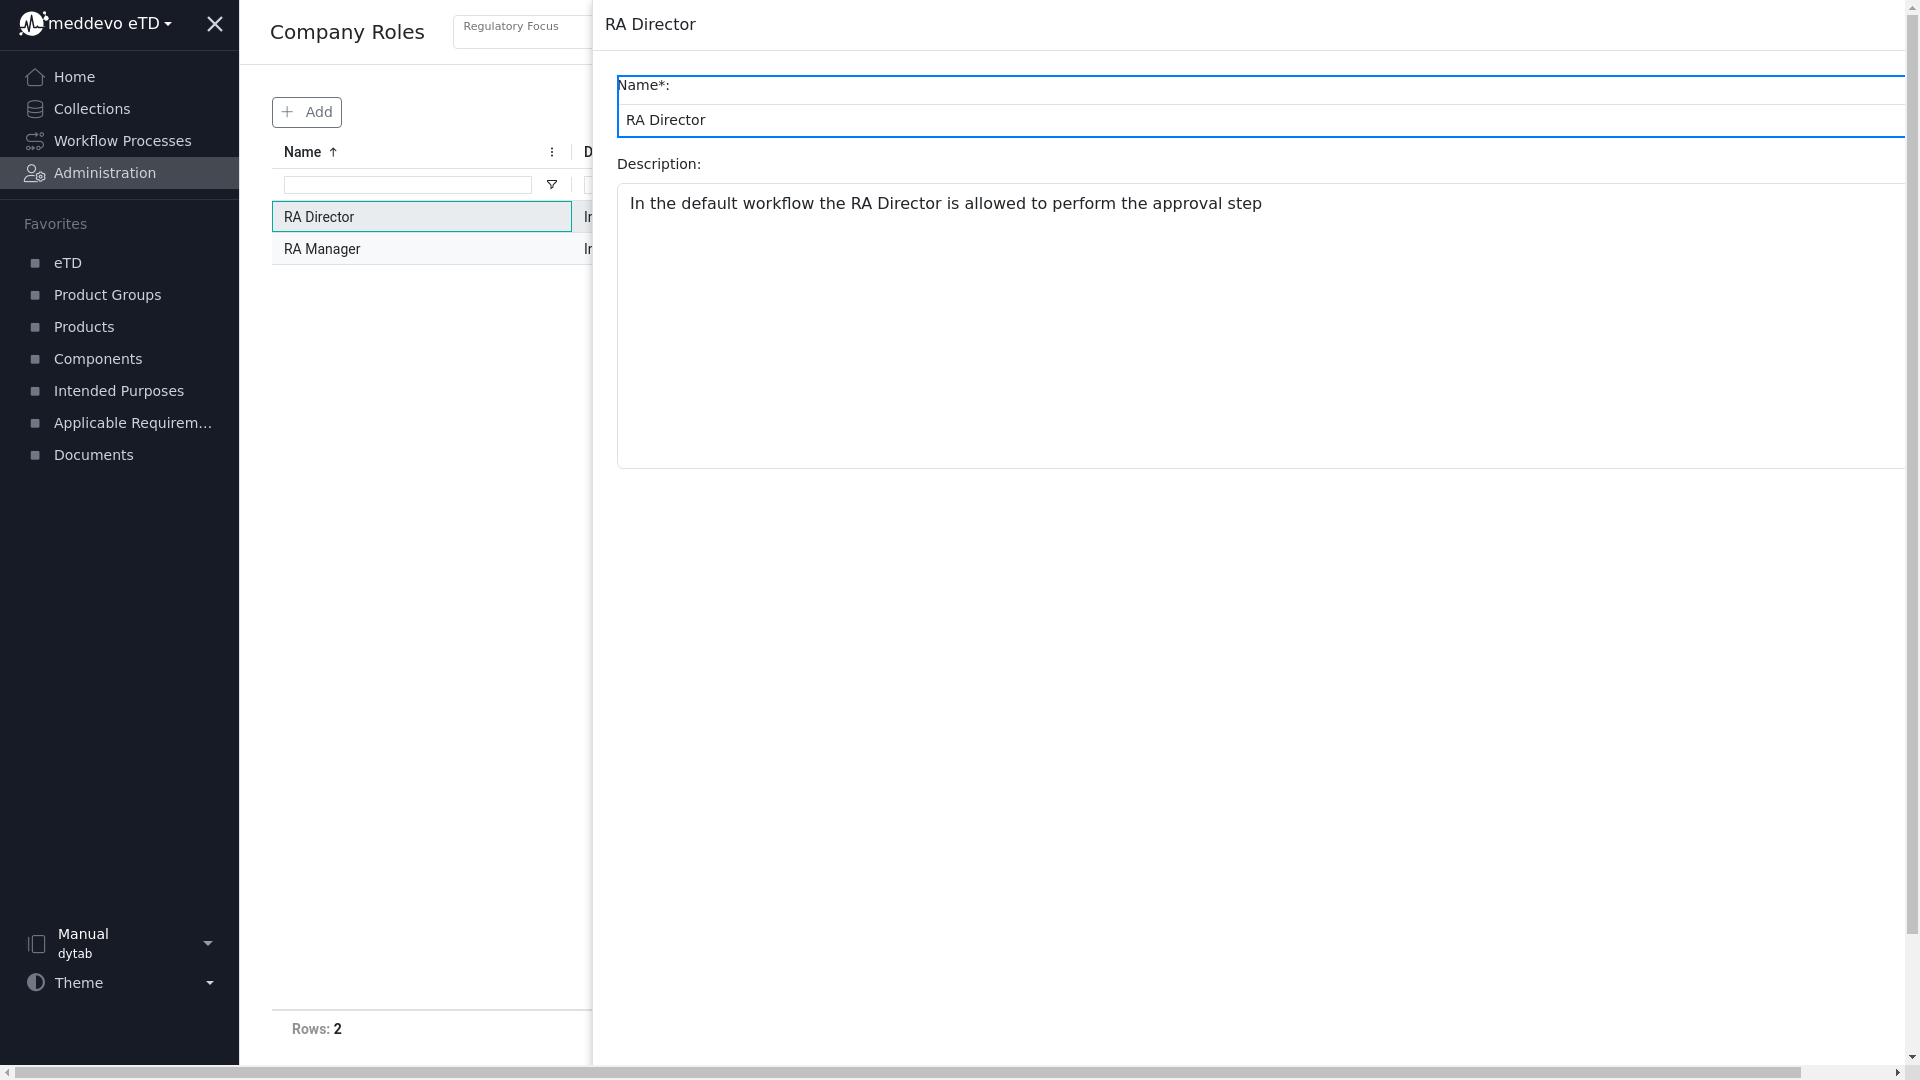 meddevo eTD
Home
Collections
Workflow Processes
Administration
Favorites
eTD
Product Groups
Products
Components
Intended Purposes
Applicable Requirem...
Documents
Manual
dytab
Theme
Company Roles
Regulatory Focus
Add
Name
D
RA Director
In
RA Manager
In
Rows: 2
RA Director
Name*:
RA Director
Description:
In the default workflow the RA Director is allowed to perform the approval step